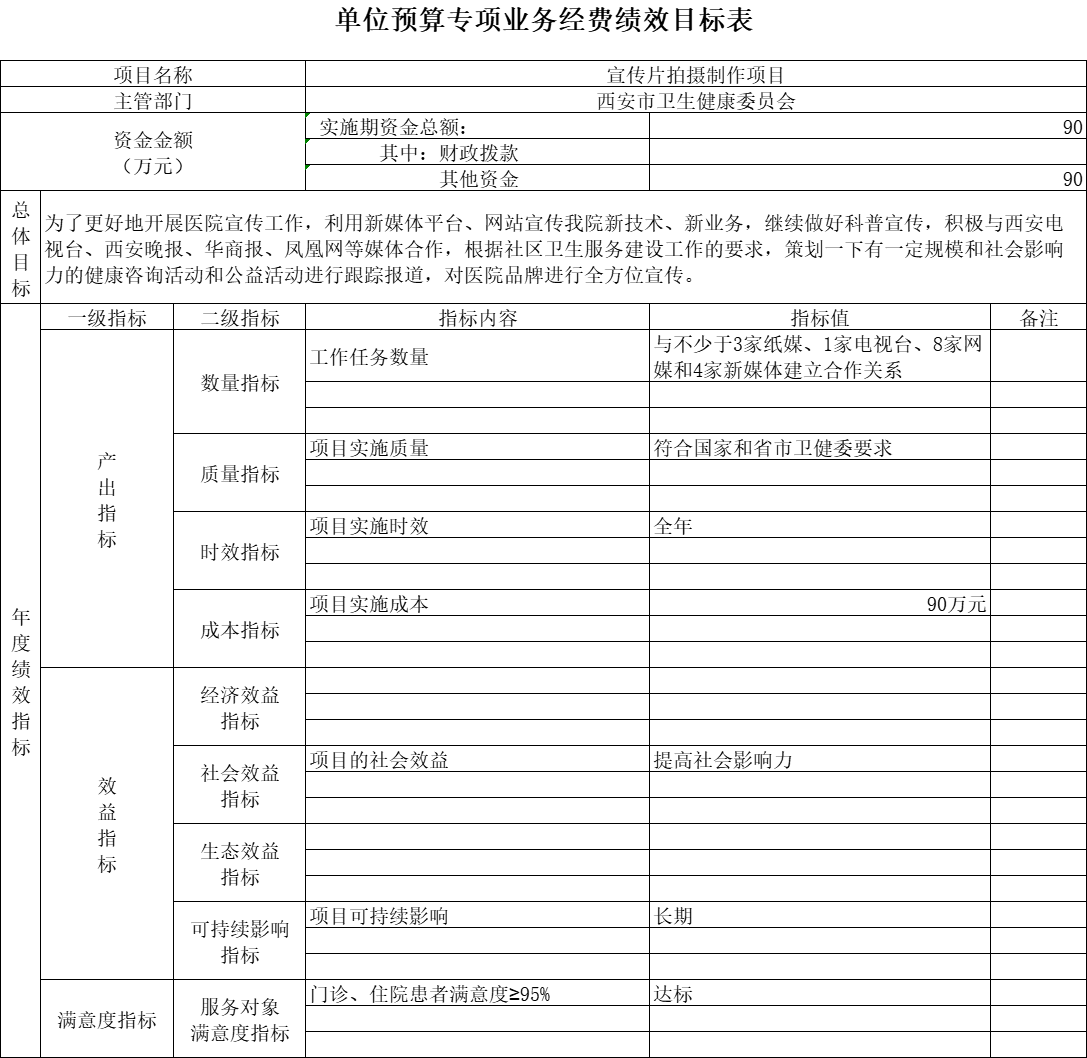 单位预算专项业务经费绩效目标表
项目名称 宣传片拍摄制作项目
主管部门 西安市卫生健康委员会
资金金额
（万元）
实施期资金总额： 90
其中：财政拨款
其他资金 90
总体目标
为了更好地开展医院宣传工作，利用新媒体平台、网站宣传我院新技术、新业务，继续做好科普宣传，积极与西安电
视台、西安晚报、华商报、凤凰网等媒体合作，根据社区卫生服务建设工作的要求，策划一下有一定规模和社会影响
力的健康咨询活动和公益活动进行跟踪报道，对医院品牌进行全方位宣传。
年度绩效指标
一级指标 二级指标 指标内容 指标值 备注
产出指标
数量指标
工作任务数量
与不少于3家纸媒、1家电视台、8家网
媒和4家新媒体建立合作关系
质量指标
项目实施质量 符合国家和省市卫健委要求
时效指标
项目实施时效 全年
成本指标
项目实施成本 90万元
效益指标
经济效益
指标
社会效益
指标
项目的社会效益 提高社会影响力
生态效益
指标
可持续影响
指标
项目可持续影响 长期
满意度指标
服务对象
满意度指标
门诊、住院患者满意度≥95% 达标